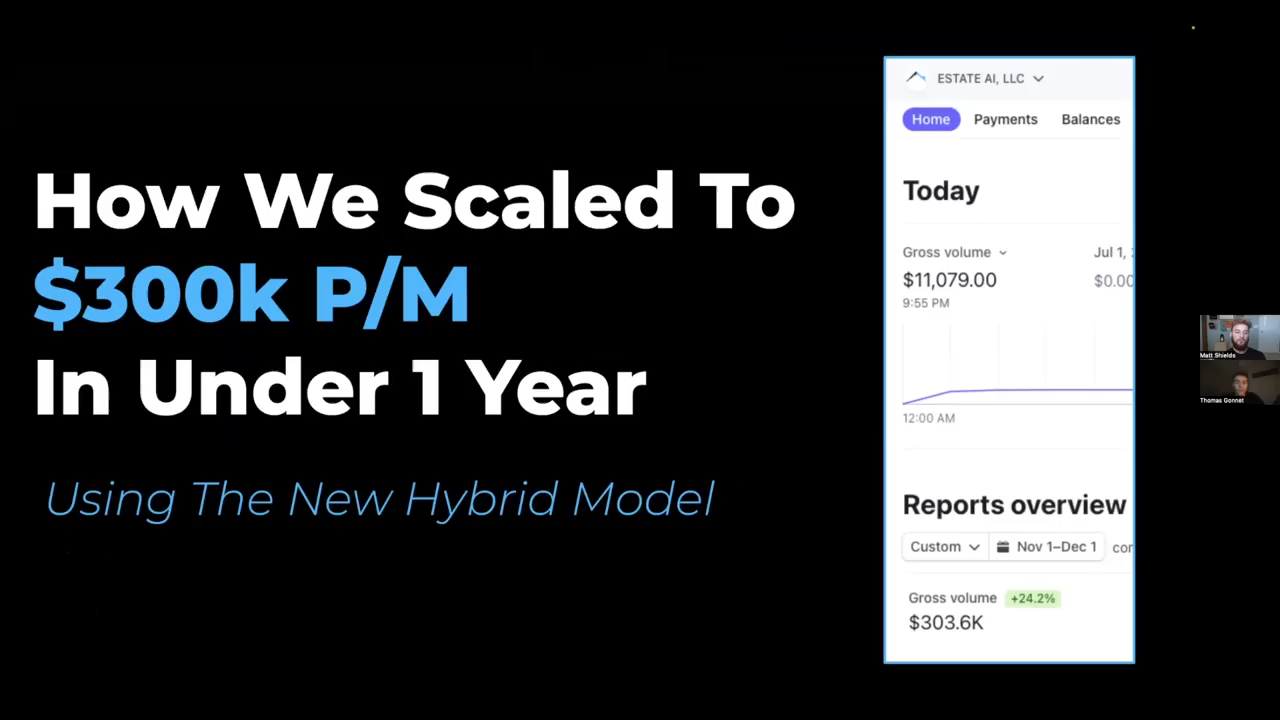 How We Scaled To
$300k P/M
In Under 1 Year
Using The New Hybrid Model
ESTATE AI, LLC
Home Payments Balances
Today
Gross volume Jul 1,
$11,079.00 $0.00
9:55 PM
12:00 AM
Reports overview
Custom Nov 1–Dec 1
Gross volume +24.2%
$303.6K
Matt Shields
Thomas Gonnet